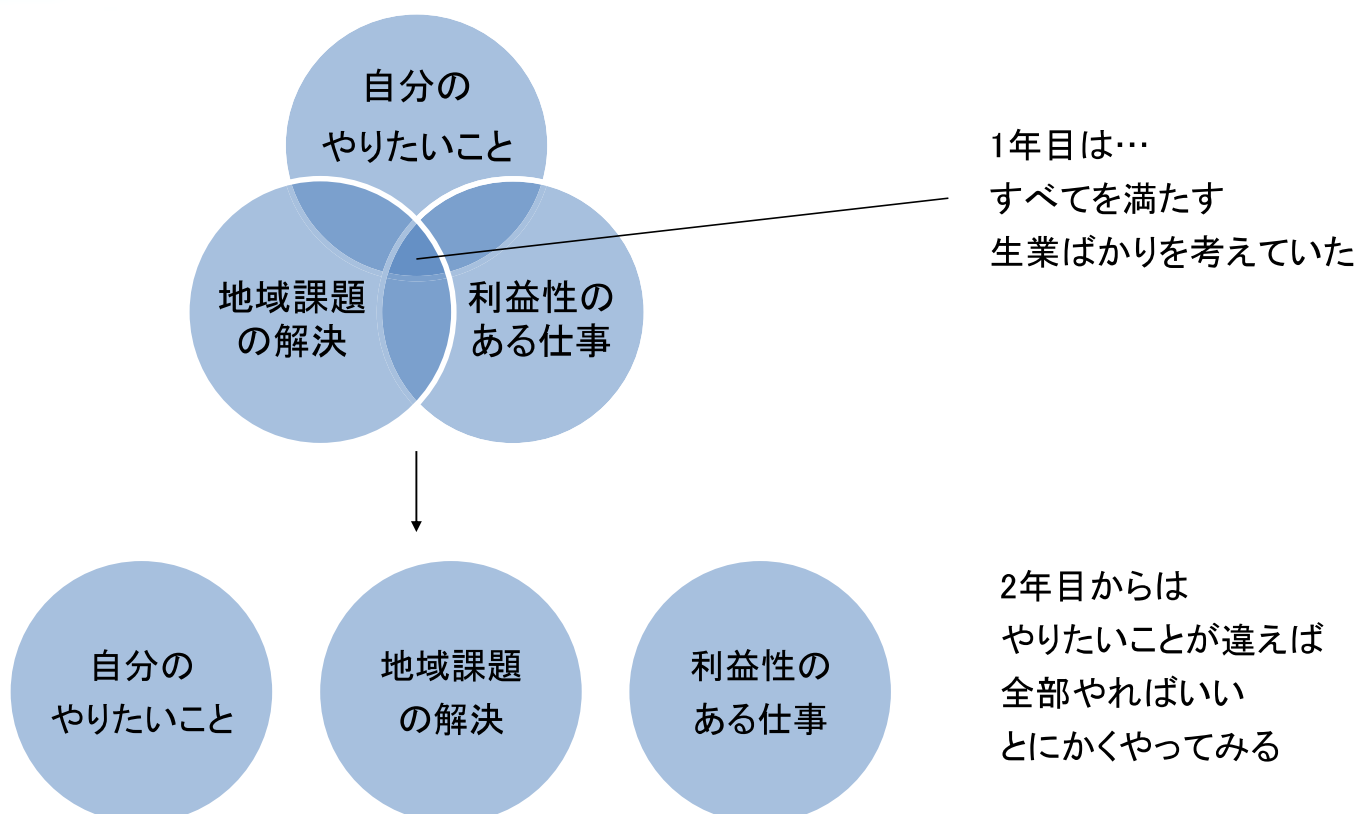 自分の
やりたいこと
地域課題
の解決
利益性の
ある仕事
1年目は…
すべてを満たす
生業ばかりを考えていた
自分の
やりたいこと
地域課題
の解決
利益性の
ある仕事
2年目からは
やりたいことが違えば
全部やればいい
とにかくやってみる